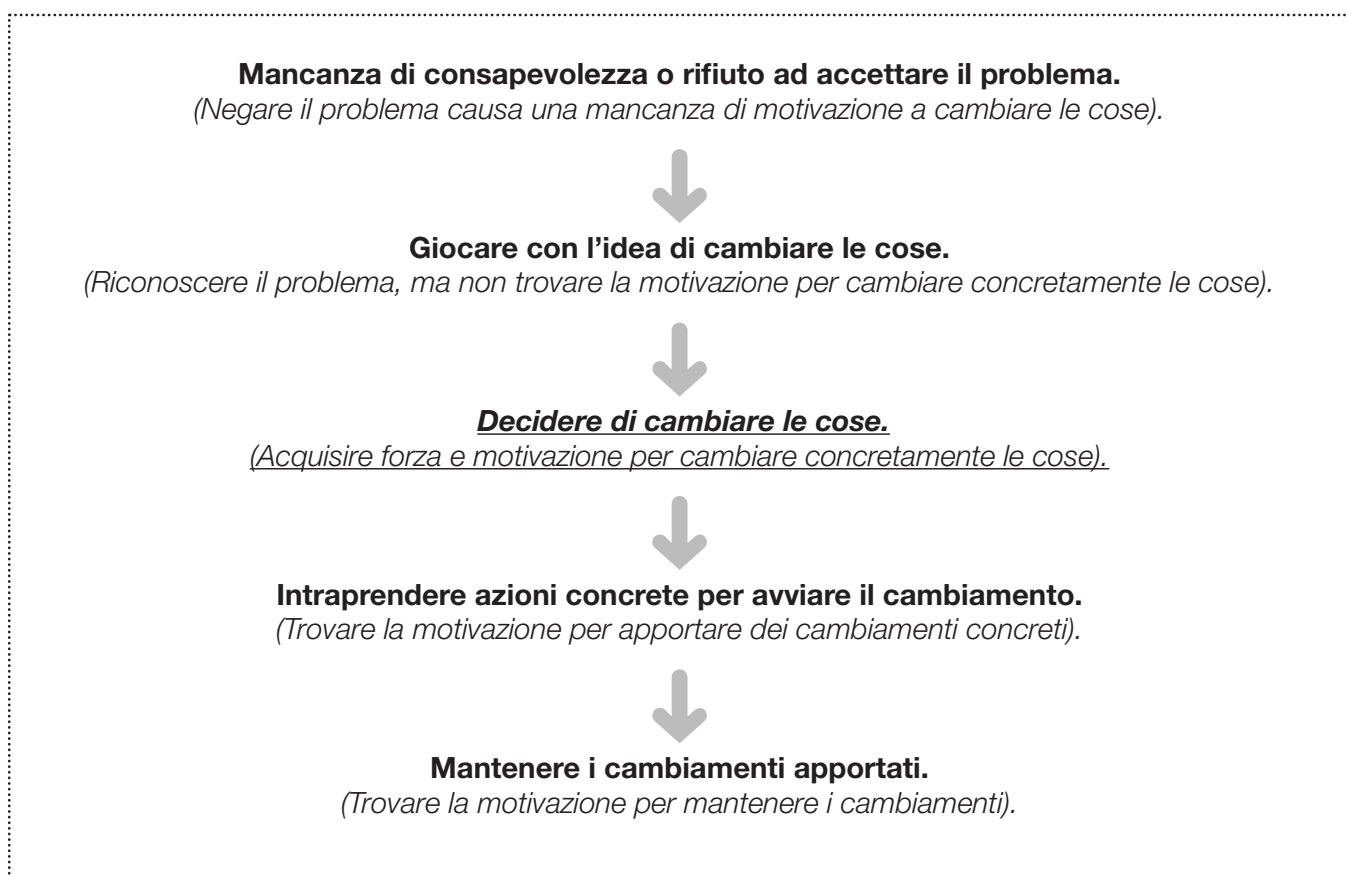 Mancanza di consapevolezza o rifiuto ad accettare il problema.
(Negare il problema causa una mancanza di motivazione a cambiare le cose).
Giocare con l’idea di cambiare le cose.
(Riconoscere il problema, ma non trovare la motivazione per cambiare concretamente le cose).
Decidere di cambiare le cose.
(Acquisire forza e motivazione per cambiare concretamente le cose).
Intraprendere azioni concrete per avviare il cambiamento.
(Trovare la motivazione per apportare dei cambiamenti concreti).
Mantenere i cambiamenti apportati.
(Trovare la motivazione per mantenere i cambiamenti).